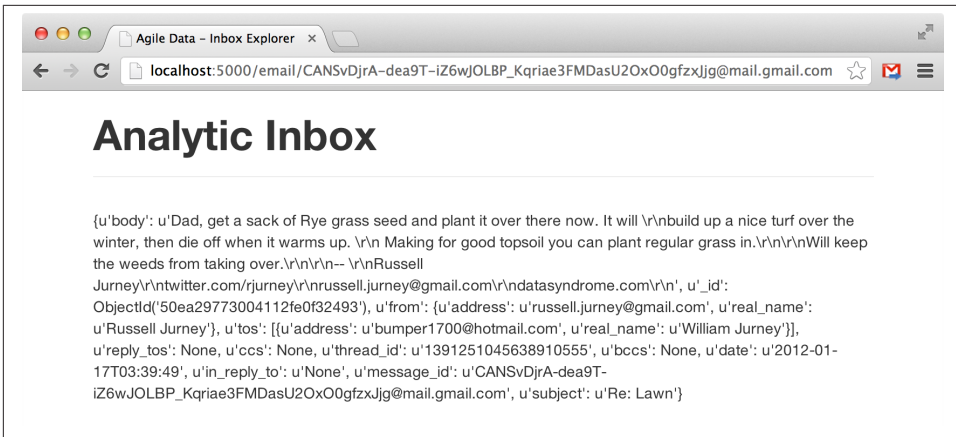 Agile Data – Inbox Explorer ×
localhost:5000/email/CANSvDjrA-dea9T-iZ6wJOLBP_Kqriae3FMDasU2OxO0gfzxJjg@mail.gmail.com
Analytic Inbox
{u'body': u'Dad, get a sack of Rye grass seed and plant it over there now. It will \r\nbuild up a nice turf over the
winter, then die off when it warms up. \r\n Making for good topsoil you can plant regular grass in.\r\n\r\nWill keep
the weeds from taking over.\r\n\r\n-- \r\nRussell
Jurney\r\ntwitter.com/rjurney\r\nrussell.jurney@gmail.com\r\ndatasyndrome.com\r\n', u'_id':
ObjectId('50ea29773004112fe0f32493'), u'from': {u'address': u'russell.jurney@gmail.com', u'real_name':
u'Russell Jurney'}, u'tos': [{u'address': u'bumper1700@hotmail.com', u'real_name': u'William Jurney'}],
u'reply_tos': None, u'ccs': None, u'thread_id': u'1391251045638910555', u'bccs': None, u'date': u'2012-01-
17T03:39:49', u'in_reply_to': u'None', u'message_id': u'CANSvDjrA-dea9T-
iZ6wJOLBP_Kqriae3FMDasU2OxO0gfzxJjg@mail.gmail.com', u'subject': u'Re: Lawn'}